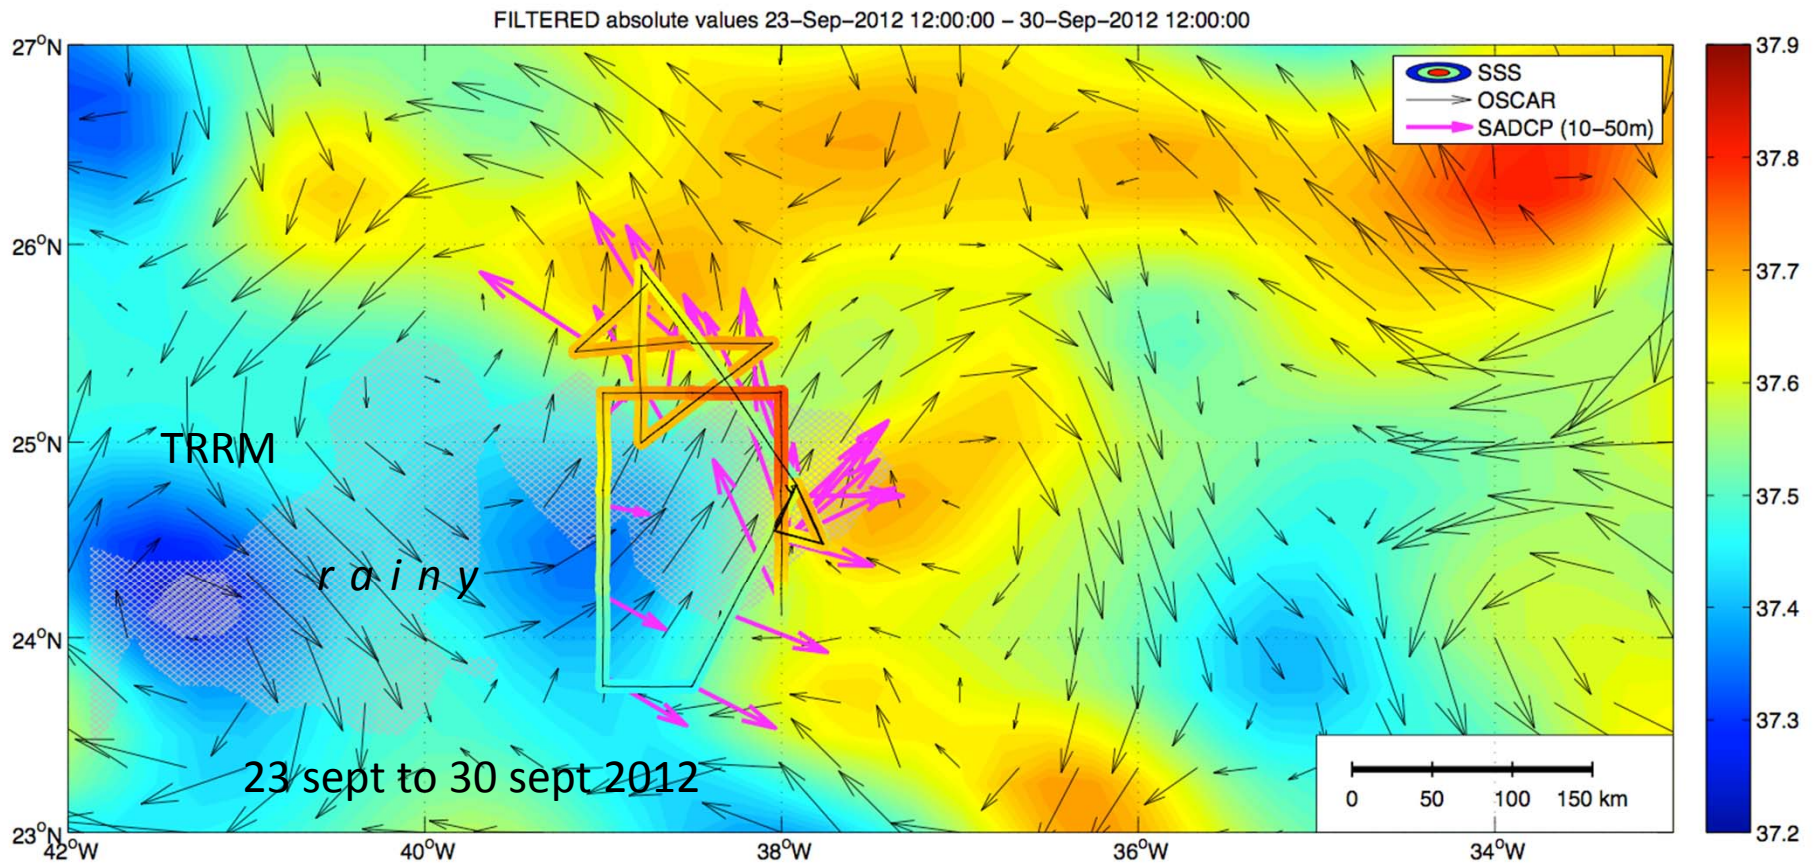 FILTERED absolute values 23−Sep−2012 12:00:00 − 30−Sep−2012 12:00:00
27°N
26°N
25°N
24°N
23°N
42°W
40°W
38°W
36°W
34°W
SSS
OSCAR
SADCP (10−50m)
TRRM
rainy
23 sept to 30 sept 2012
0 50 100 150 km
37.9
37.8
37.7
37.6
37.5
37.4
37.3
37.2